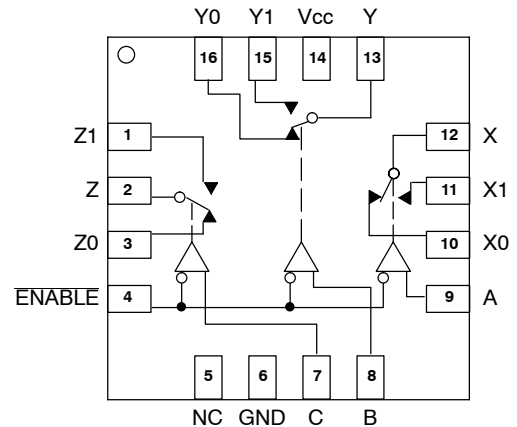 Y0 Y1 Vcc Y
16 15 14 13
Z1 1 12 X
Z 2 11 X1
Z0 3 10 X0
ENABLE 4 9 A
5 6 7 8
NC GND C B